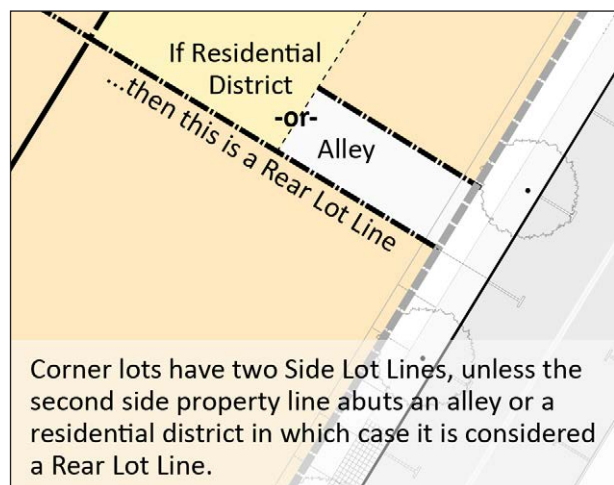 If Residential
District
-or-
Alley
...then this is a Rear Lot Line
Corner lots have two Side Lot Lines, unless the
second side property line abuts an alley or a
residential district in which case it is considered
a Rear Lot Line.